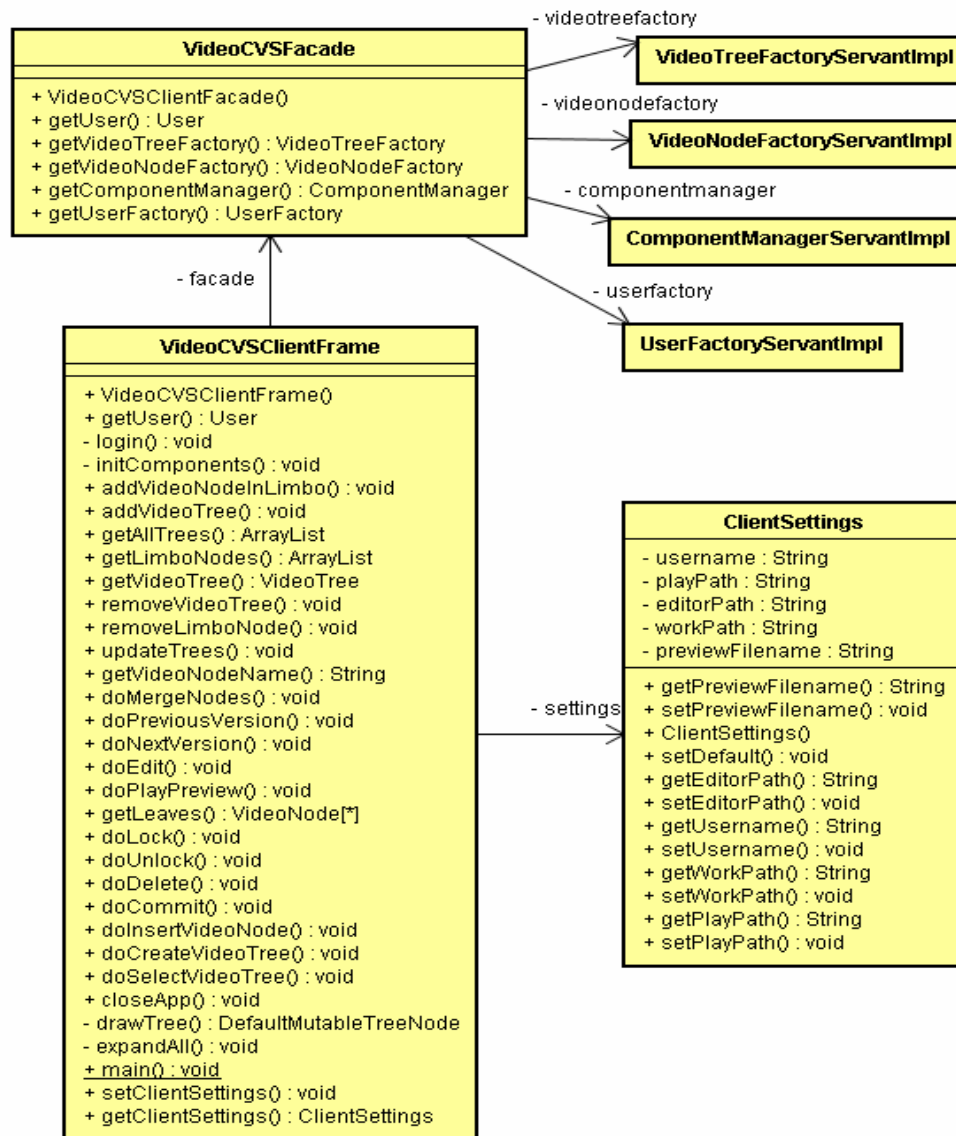 - videotreefactory
VideoCVSFacade
+ VideoCVSClientFacade()
+ getUser() : User
+ getVideoTreeFactory() : VideoTreeFactory
+ getVideoNodeFactory() : VideoNodeFactory
+ getComponentManager() : ComponentManager
+ getUserFactory() : UserFactory
VideoTreeFactoryServantImpl
- videonodefactory
VideoNodeFactoryServantImpl
- componentmanager
ComponentManagerServantImpl
- userfactory
UserFactoryServantImpl
- facade
VideoCVSClientFrame
+ VideoCVSClientFrame()
+ getUser() : User
- login() : void
- initComponents() : void
+ addVideoNodeInLimbo() : void
+ addVideoTree() : void
+ getAllTrees() : ArrayList
+ getLimboNodes() : ArrayList
+ getVideoTree() : VideoTree
+ removeVideoTree() : void
+ removeLimboNode() : void
+ updateTrees() : void
+ getVideoNodeName() : String
+ doMergeNodes() : void
+ doPreviousVersion() : void
+ doNextVersion() : void
+ doEdit() : void
+ doPlayPreview() : void
+ getLeaves() : VideoNode[*]
+ doLock() : void
+ doUnlock() : void
+ doDelete() : void
+ doCommit() : void
+ doInsertVideoNode() : void
+ doCreateVideoTree() : void
+ doSelectVideoTree() : void
+ closeApp() : void
- drawTree() : DefaultMutableTreeNode
- expandAll() : void
+ main() : void
+ setClientSettings() : void
+ getClientSettings() : ClientSettings
- settings
ClientSettings
- username : String
- playPath : String
- editorPath : String
- workPath : String
- previewFilename : String
+ getPreviewFilename() : String
+ setPreviewFilename() : void
+ ClientSettings()
+ setDefault() : void
+ getEditorPath() : String
+ setEditorPath() : void
+ getUsername() : String
+ setUsername() : void
+ getWorkPath() : String
+ setWorkPath() : void
+ getPlayPath() : String
+ setPlayPath() : void